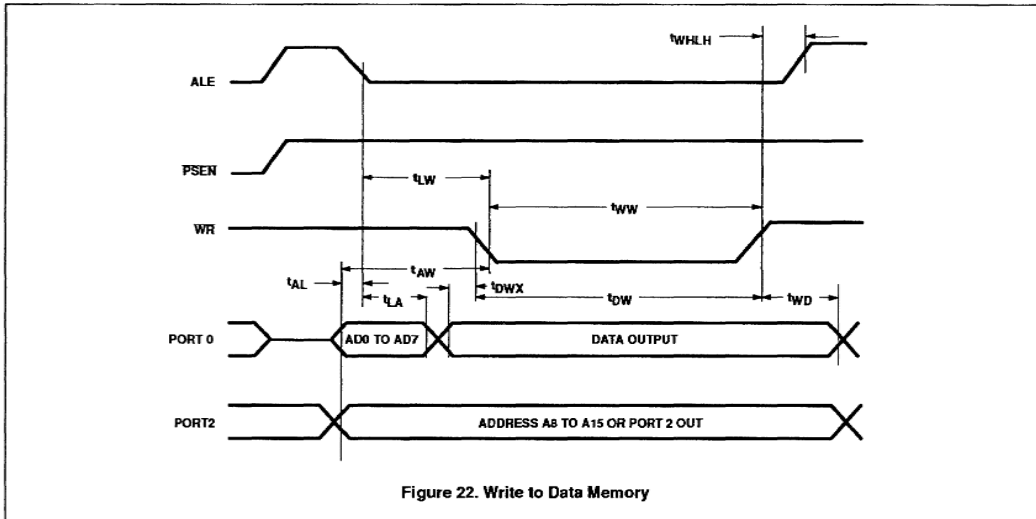 tWHLH
ALE
PSEN
tLW
tWW
WR
tAW
tAL
tDWX
tLA
tDW
tWD
PORT 0
AD0 TO AD7
DATA OUTPUT
PORT2
ADDRESS A8 TO A15 OR PORT 2 OUT
Figure 22. Write to Data Memory